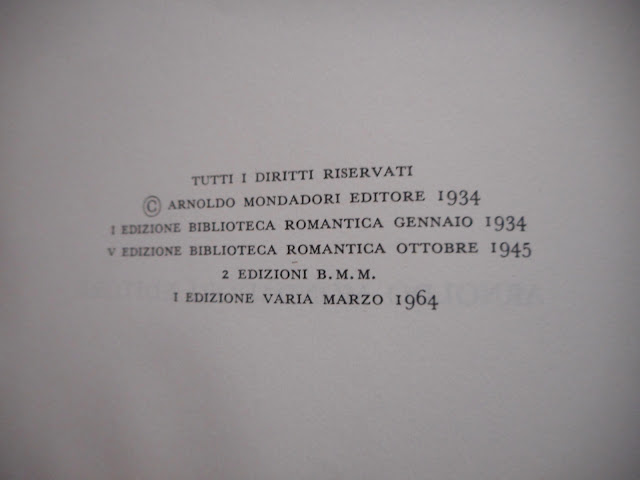 TUTTI I DIRITTI RISERVATI
© ARNOLDO MONDADORI EDITORE 1934
I EDIZIONE BIBLIOTECA ROMANTICA GENNAIO 1934
V EDIZIONE BIBLIOTECA ROMANTICA OTTOBRE 1945
2 EDIZIONI B.M.M.
I EDIZIONE VARIA MARZO 1964